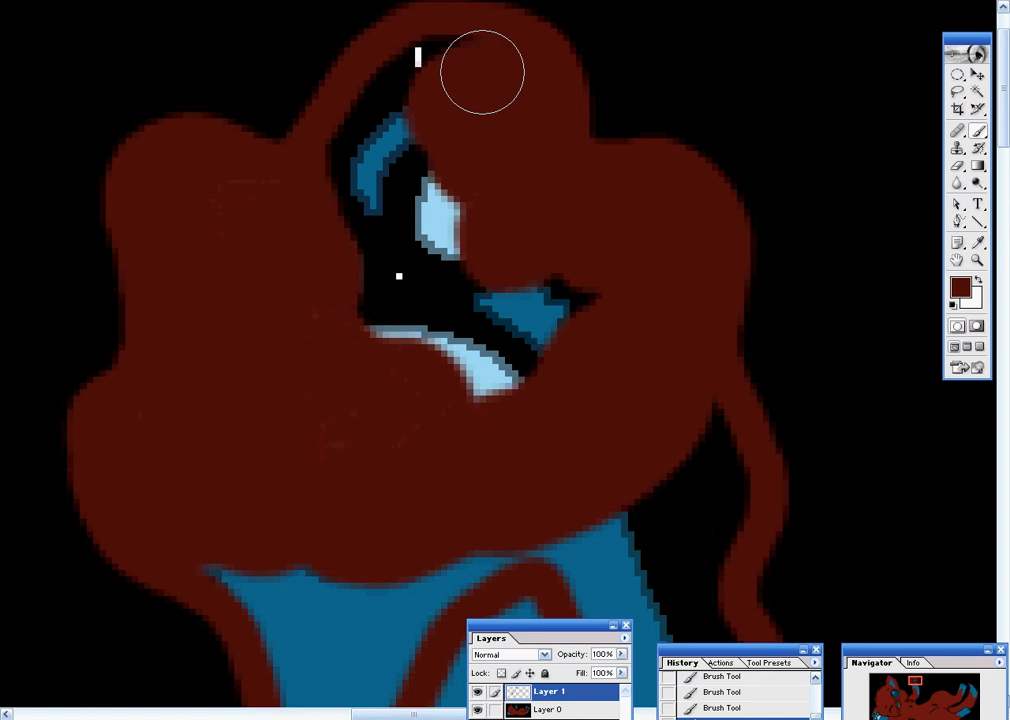 Layers
Normal
Opacity: 100%
Lock:
Fill: 100%
Layer 1
Layer 0
History
Actions
Tool Presets
Brush Tool
Brush Tool
Brush Tool
Navigator
Info